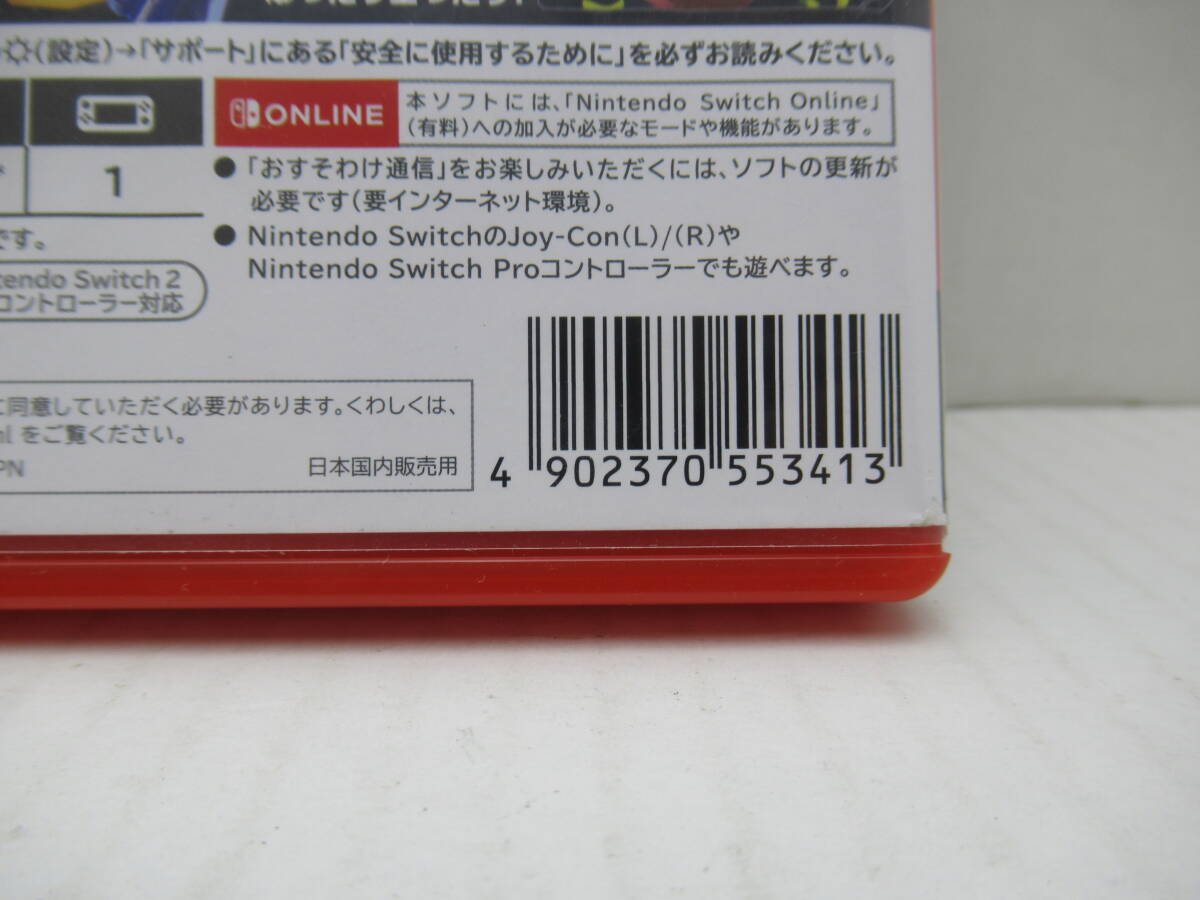 (設定)→「サポート」にある「安全に使用するために」を必ずお読みください。
ONLINE
本ソフトには、「Nintendo Switch Online」
(有料)への加入が必要なモードや機能があります。
1
● 「おすそわけ通信」をお楽しみいただくには、ソフトの更新が
必要です(要インターネット環境)。
です。
● Nintendo SwitchのJoy-Con(L)/(R)や
Nintendo Switch Proコントローラーでも遊べます。
tendo Switch 2
コントローラー対応
に同意していただく必要があります。くわしくは、
をご覧ください。
PN
日本国内販売用
4 902370 553413